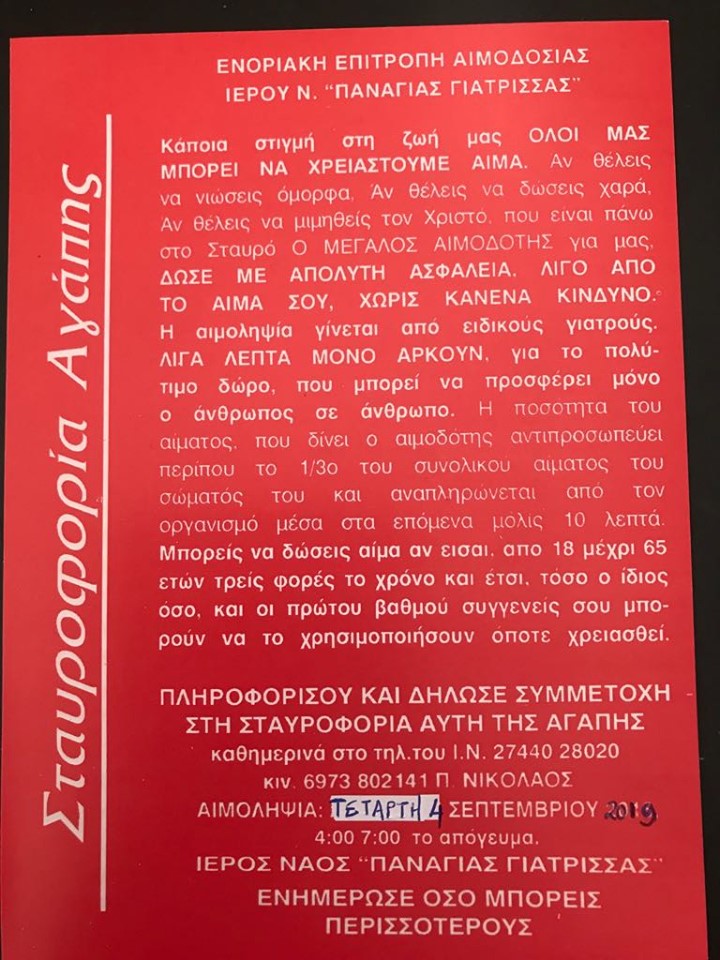 Σταυροφορία Αγάπης
ΕΝΟΡΙΑΚΗ ΕΠΙΤΡΟΠΗ ΑΙΜΟΔΟΣΙΑΣ
ΙΕΡΟΥ Ν. "ΠΑΝΑΓΙΑΣ ΓΙΑΤΡΙΣΣΑΣ"
Κάποια στιγμή στη ζωή μας ΟΛΟΙ ΜΑΣ
ΜΠΟΡΕΙ ΝΑ ΧΡΕΙΑΣΤΟΥΜΕ ΑΙΜΑ. Αν θέλεις
να νιώσεις όμορφα, Άν θέλεις να δώσεις χαρά,
Αν θέλεις να μιμηθείς τον Χριστό, που είναι πάνω
στο Σταυρό Ο ΜΕΓΑΛΟΣ ΑΙΜΟΔΟΤΗΣ για μας,
ΔΩΣΕ ΜΕ ΑΠΟΛΥΤΗ ΑΣΦΑΛΕΙΑ. ΛΙΓΟ ΑΠΟ
ΤΟ ΑΙΜΑ ΣΟΥ, ΧΩΡΙΣ ΚΑΝΕΝΑ ΚΙΝΔΥΝΟ.
Η αιμοληψία γίνεται από ειδικούς γιατρούς.
ΛΙΓΑ ΛΕΠΤΑ ΜΟΝΟ ΑΡΚΟΥΝ, για το πολύ-
τιμο δώρο, που μπορεί να προσφέρει μόνο
ο άνθρωπος σε άνθρωπο. Η ποσότητα του
αίματος, που δίνει ο αιμοδότης αντιπροσωπεύει
περίπου το 1/3ο του συνολικου αίματος του
σώματός του και αναπληρώνεται από τον
οργανισμό μέσα στα επόμενα μόλις 10 λεπτά.
Μπορείς να δώσεις αίμα αν εισαι, απο 18 μέχρι 65
ετών τρείς φορές το χρόνο και έτσι, τόσο ο ίδιος
όσο, και οι πρώτου βαθμού συγγενείς σου μπο-
ρούν να το χρησιμοποιήσουν όποτε χρειασθεί.
ΠΛΗΡΟΦΟΡΙΣΟΥ ΚΑΙ ΔΗΛΩΣΕ ΣΥΜΜΕΤΟΧΗ
ΣΤΗ ΣΤΑΥΡΟΦΟΡΙΑ ΑΥΤΗ ΤΗΣ ΑΓΑΠΗΣ
καθημερινά στο τηλ.του Ι.Ν. 27440 28020
κιν. 6973 802141 Π. ΝΙΚΟΛΑΟΣ
ΑΙΜΟΛΗΨΙΑ: ΤΕΤΑΡΤΗ 4 ΣΕΠΤΕΜΒΡΙΟΥ 2019
4:00 7:00 το απόγευμα.
ΙΕΡΟΣ ΝΑΟΣ "ΠΑΝΑΓΙΑΣ ΓΙΑΤΡΙΣΣΑΣ"
ΕΝΗΜΕΡΩΣΕ ΟΣΟ ΜΠΟΡΕΙΣ
ΠΕΡΙΣΣΟΤΕΡΟΥΣ